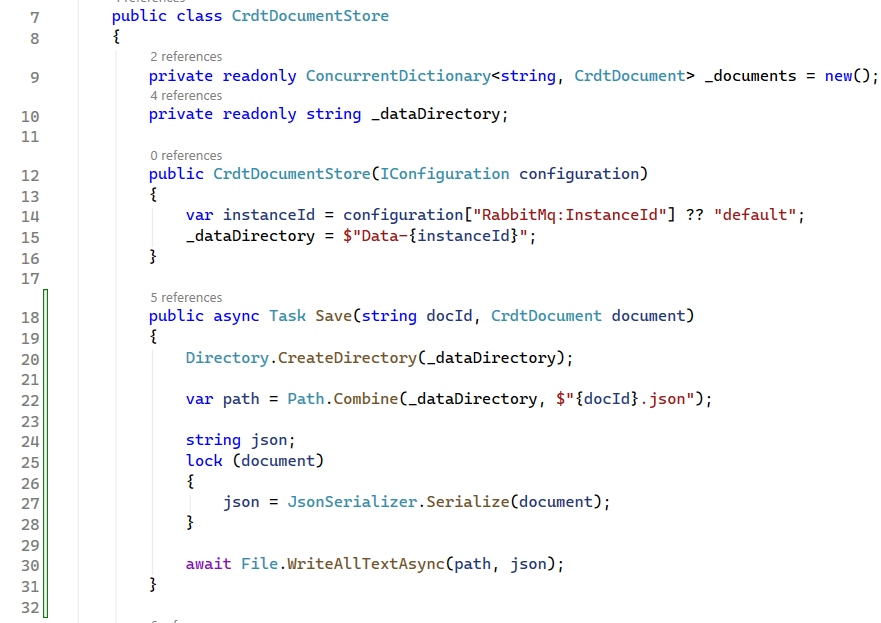 7 public class CrdtDocumentStore
8 {
2 references
9 private readonly ConcurrentDictionary<string, CrdtDocument> _documents = new();
4 references
10 private readonly string _dataDirectory;
11
0 references
12 public CrdtDocumentStore(IConfiguration configuration)
13 {
14 var instanceId = configuration["RabbitMq:InstanceId"] ?? "default";
15 _dataDirectory = $"Data-{instanceId}";
16 }
17
5 references
18 public async Task Save(string docId, CrdtDocument document)
19 {
20 Directory.CreateDirectory(_dataDirectory);
21
22 var path = Path.Combine(_dataDirectory, $"{docId}.json");
23
24 string json;
25 lock (document)
26 {
27 json = JsonSerializer.Serialize(document);
28 }
29
30 await File.WriteAllTextAsync(path, json);
31 }
32